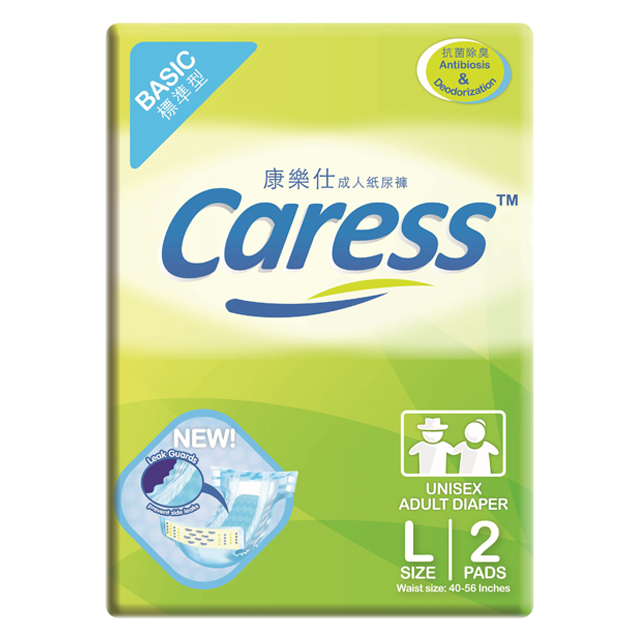 BASIC
標準型
抗菌除臭
Antibiosis
&
Deodorization
康樂仕成人紙尿褲
Caress™
NEW!
Leak Guards
prevent side leaks
UNISEX
ADULT DIAPER
L 2
SIZE PADS
Waist size: 40-56 Inches